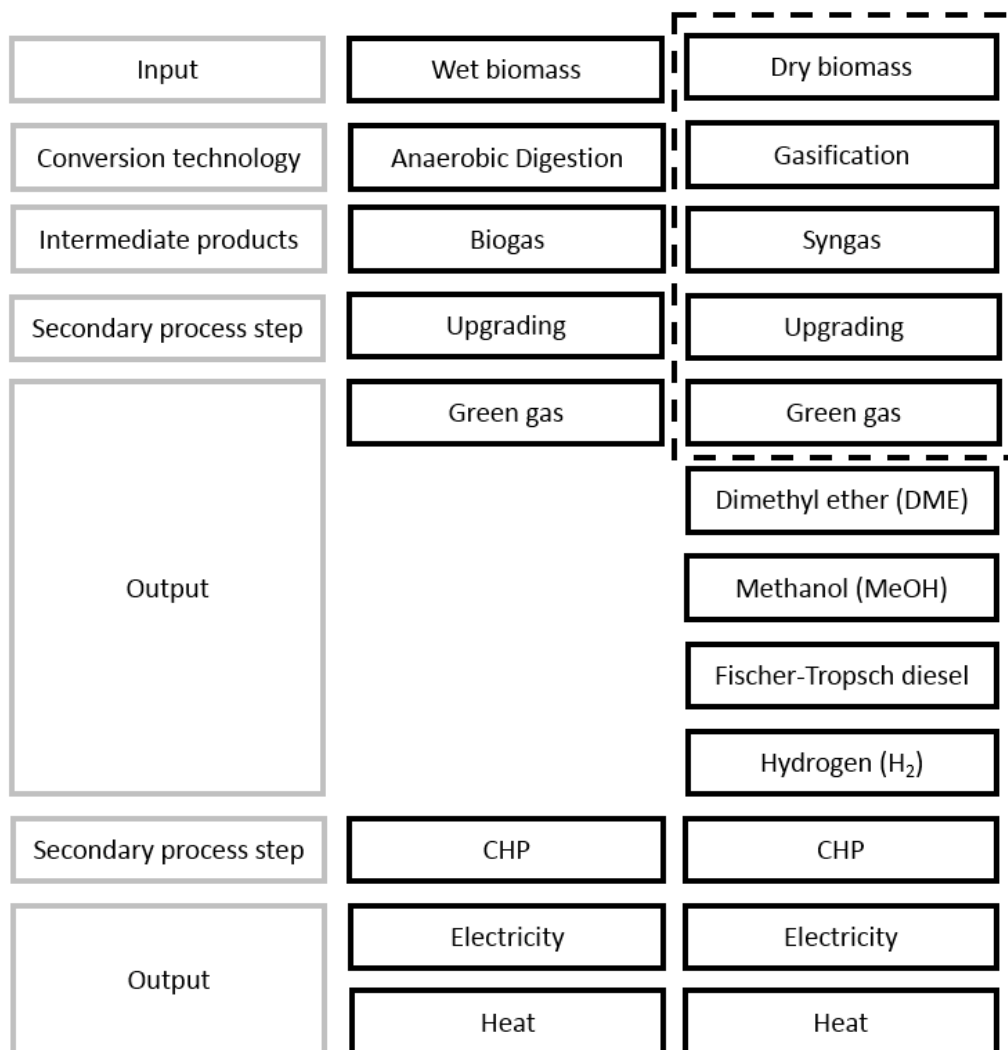 Input
Wet biomass
Dry biomass
Conversion technology
Anaerobic Digestion
Gasification
Intermediate products
Biogas
Syngas
Secondary process step
Upgrading
Upgrading
Output
Green gas
Green gas
Dimethyl ether (DME)
Methanol (MeOH)
Fischer-Tropsch diesel
Hydrogen (H₂)
Secondary process step
CHP
CHP
Output
Electricity
Electricity
Heat
Heat